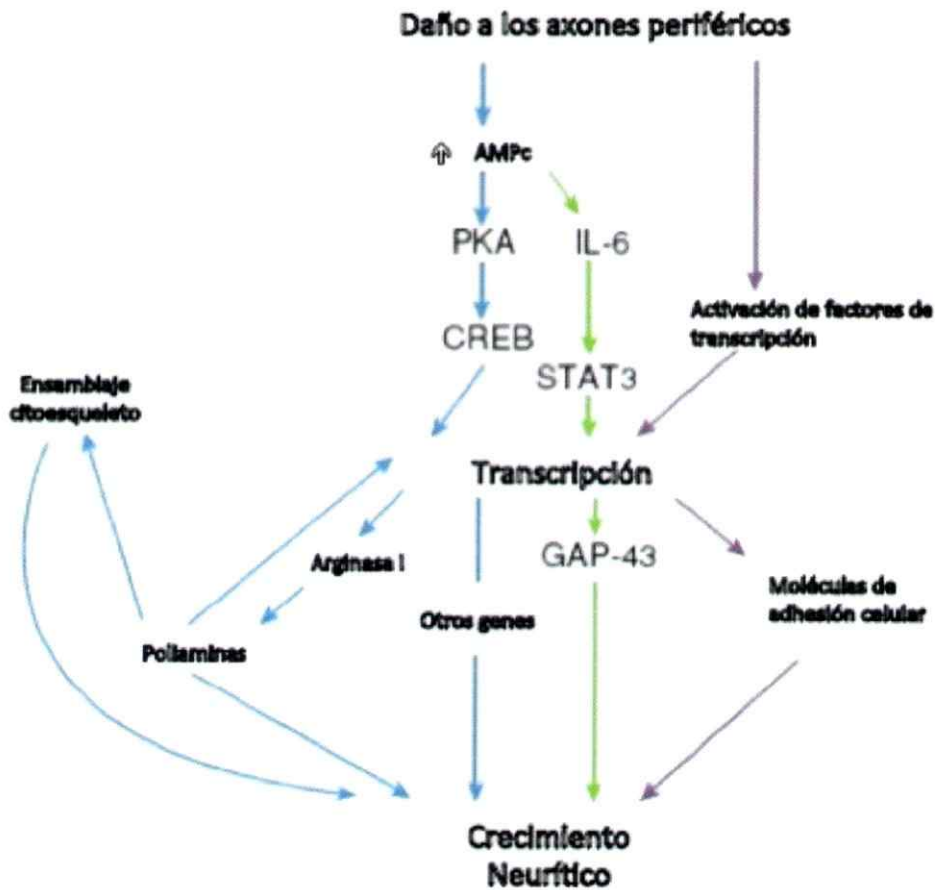 Daño a los axones periféricos
AMPc
PKA
IL-6
CREB
Activación de factores de
transcripción
STAT3
Ensamblaje
citoesqueleto
Transcripción
GAP-43
Arginasa I
Moléculas de
adhesión celular
Otros genes
Poliaminas
Crecimiento
Neurítico